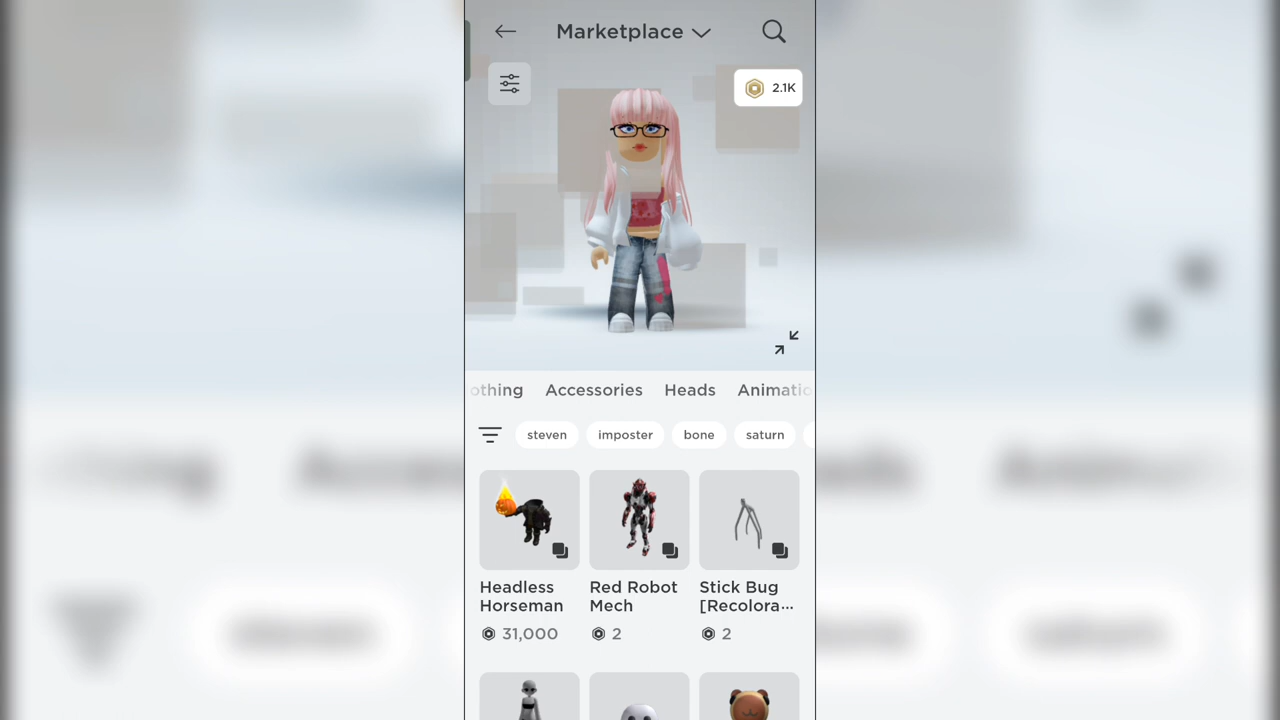 Marketplace
2.1K
othing Accessories Heads Animatio
steven imposter bone saturn
Headless
Horseman
31,000
Red Robot
Mech
2
Stick Bug
[Recolora...
2